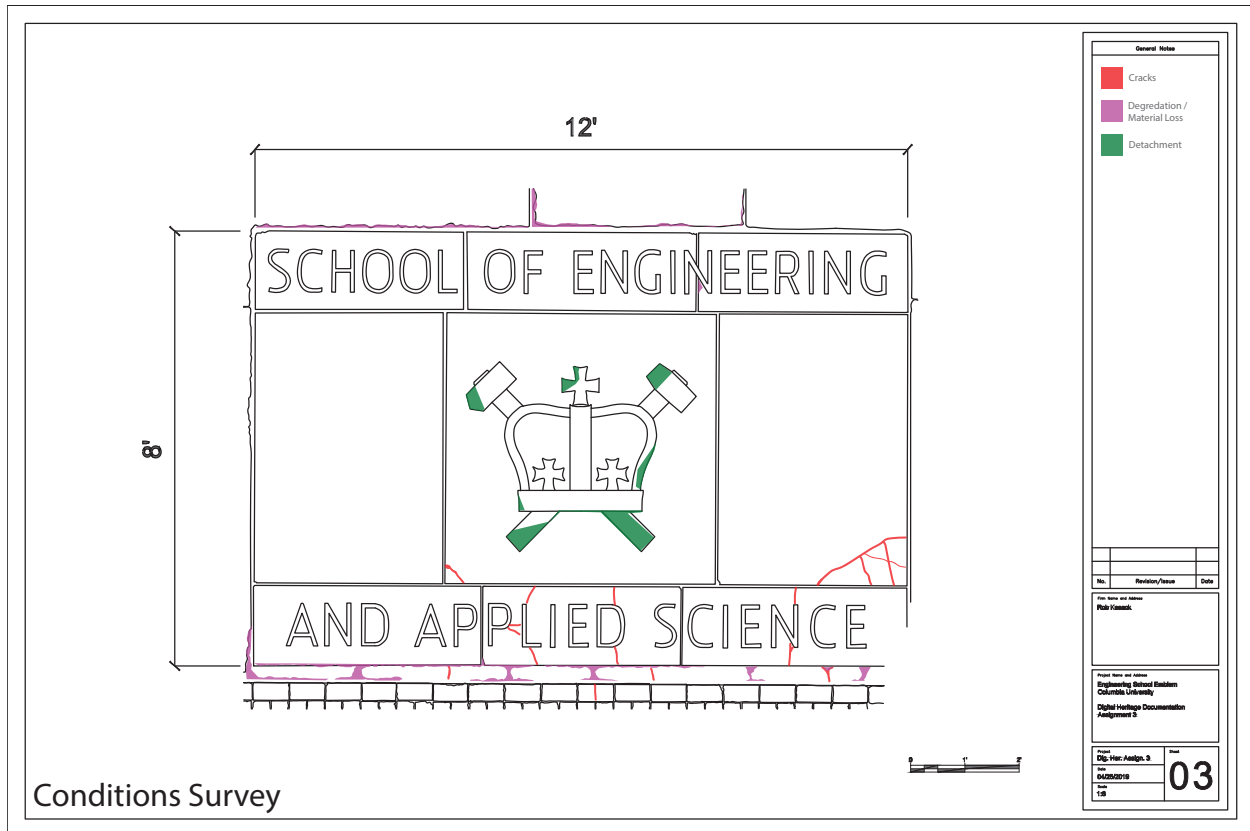 General Notes
Cracks
Degredation /
Material Loss
Detachment
12'
8'
SCHOOL OF ENGINEERING
AND APPLIED SCIENCE
No.
Revision/Issue
Date
Firm Name and Address
Rob
Project Name and Address
Engineering School Emblem
Columbia University
Digital Heritage Documentation
Assignment 3
Project
Dig. Her. Assign. 3
Date
04/25/2019
Scale
1:8
Sheet
03
0
1'
2'
Conditions Survey